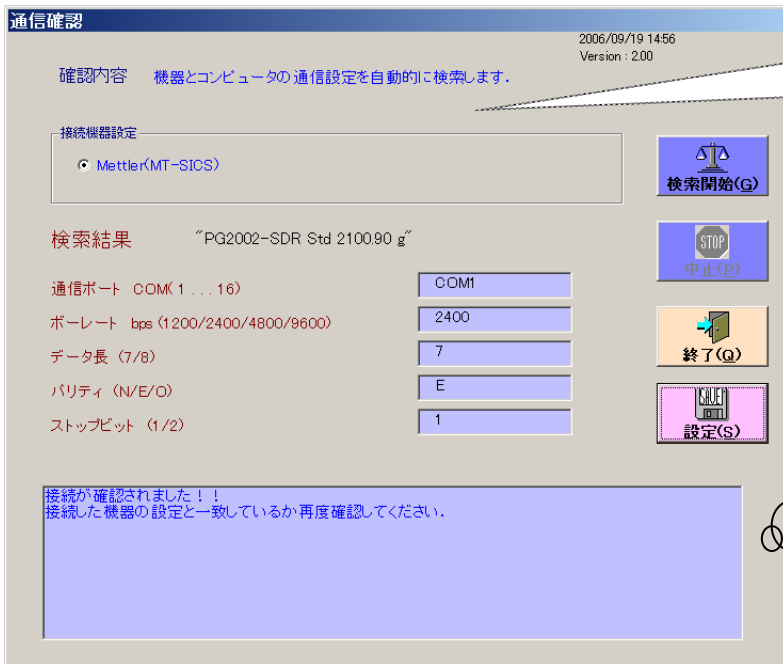 通信確認
2006/09/19 14:56
Version : 2.00
確認内容 機器とコンピュータの通信設定を自動的に検索します.
接続機器設定
Mettler(MT-SICS)
検索開始(G)
検索結果 "PG2002-SDR Std 2100.90 g"
STOP
中止(P)
通信ポート COM(1...16) COM1
ボーレート bps (1200/2400/4800/9600) 2400
データ長 (7/8) 7
終了(Q)
パリティ (N/E/O) E
SAVE!
ストップビット (1/2) 1
設定(S)
接続が確認されました！！
接続した機器の設定と一致しているか再度確認してください.